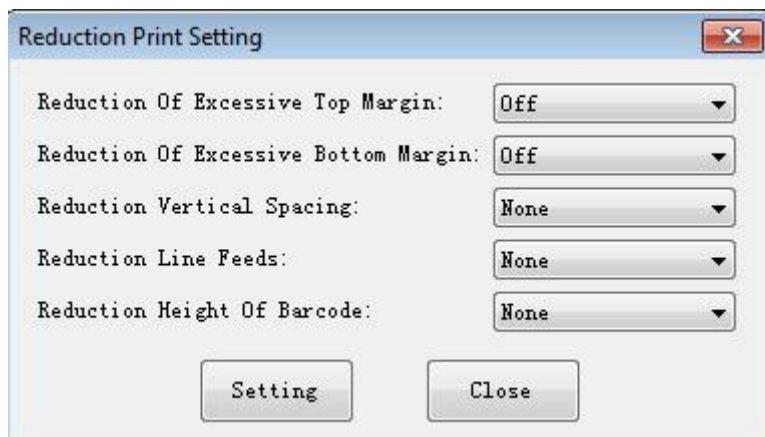 Reduction Print Setting
Reduction Of Excessive Top Margin: Off
Reduction Of Excessive Bottom Margin: Off
Reduction Vertical Spacing: None
Reduction Line Feeds: None
Reduction Height Of Barcode: None
Setting Close